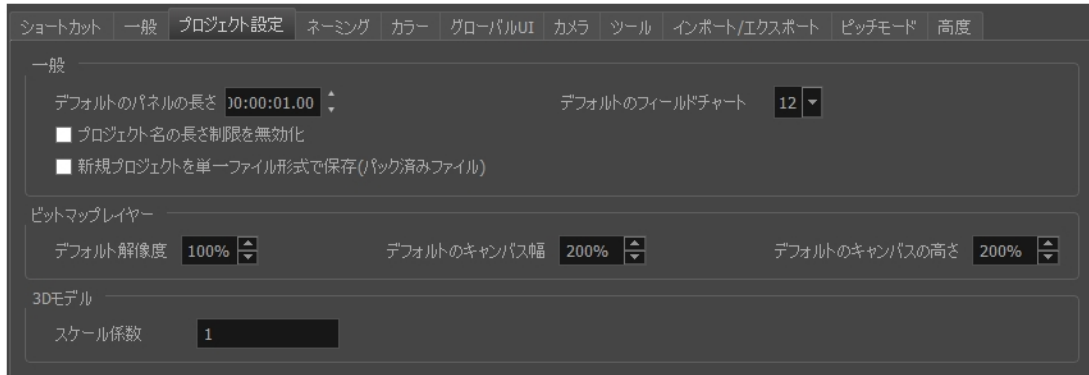 ショートカット 一般 プロジェクト設定 ネーミング カラー グローバルUI カメラ ツール インポート/エクスポート ピッチモード 高度
一般
デフォルトのパネルの長さ 00:00:01.00 デフォルトのフィールドチャート 12
プロジェクト名の長さ制限を無効化
新規プロジェクトを単一ファイル形式で保存(パック済みファイル)
ビットマップレイヤー
デフォルト解像度 100% デフォルトのキャンバス幅 200% デフォルトのキャンバスの高さ 200%
3Dモデル
スケール係数 1